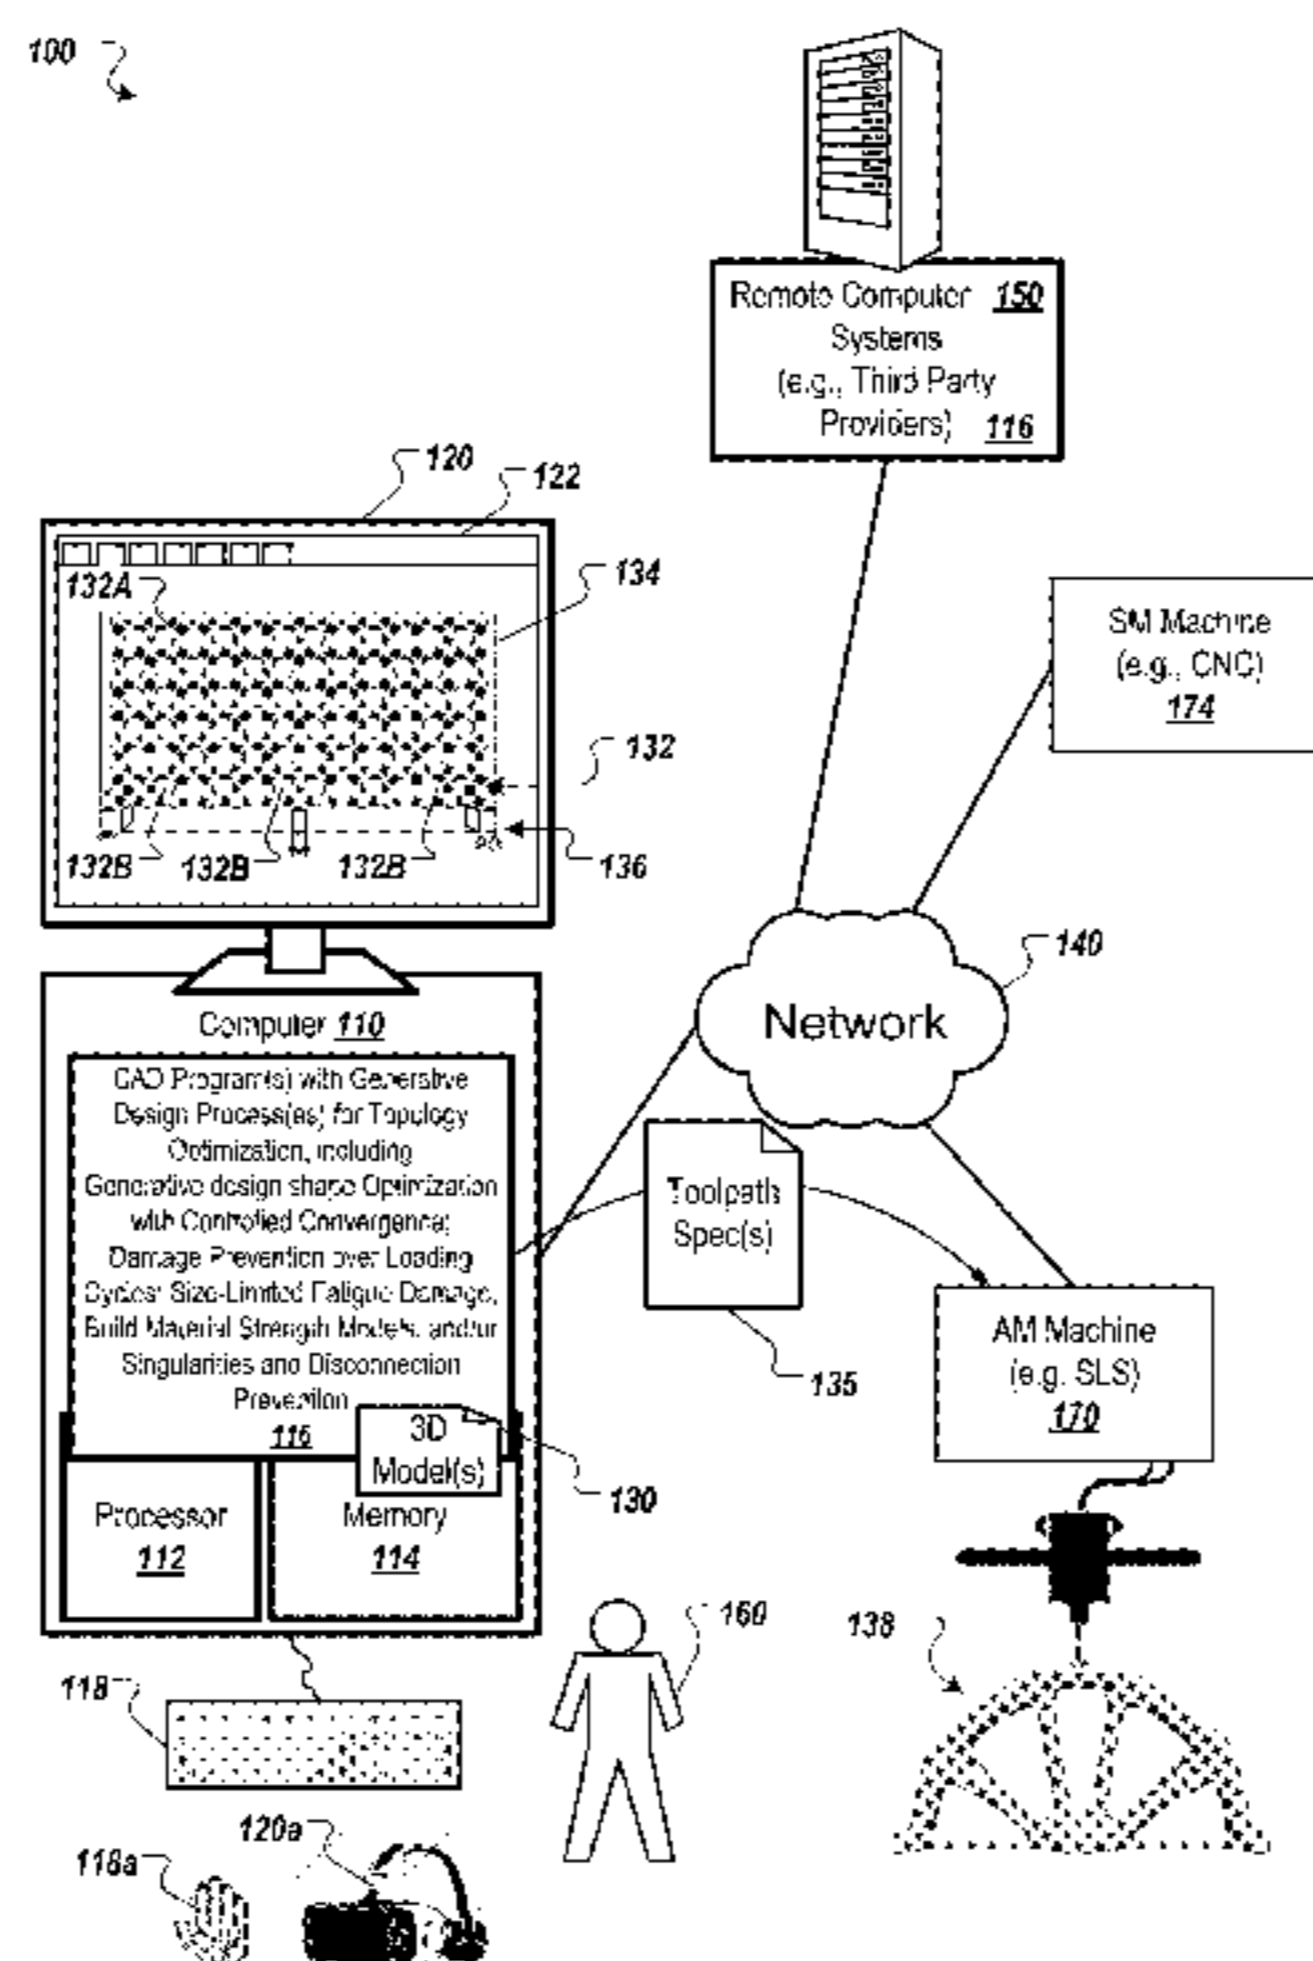 100
Remote Computer 150
Systems
(e.g., Third Party
Providers) 116
120
122
134
132A
132
136
132B 132B 132B
SM Machine
(e.g., CNC)
174
140
Network
Computer 110
CAD Program(s) with Generative
Design Process(es) for Topology
Optimization, including
Generative design shape Optimization
with Controlled Convergence;
Damage Prevention over Loading
Cycles; Size-Limited Fatigue Damage,
Build Material Strength Models, and/or
Singularities and Disconnection
Prevention
116
Toolpath
Spec(s)
135
AM Machine
(e.g. SLS)
170
3D
Model(s)
130
Processor
112
Memory
114
160
138
118
120a
118a